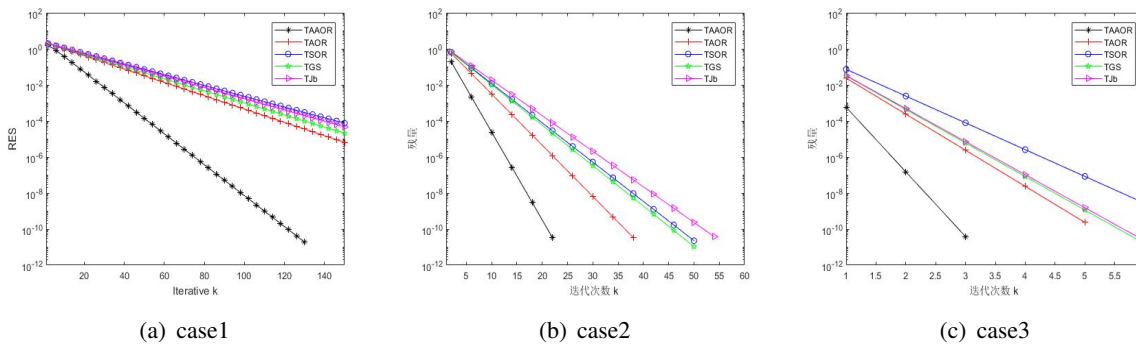 TAAOR
TAOR
TSOR
TGS
TJb
RES
10^2
10^0
10^-2
10^-4
10^-6
10^-8
10^-10
10^-12
20 40 60 80 100 120 140
Iterative k
(a) case1
TAAOR
TAOR
TSOR
TGS
TJb
残量
10^2
10^0
10^-2
10^-4
10^-6
10^-8
10^-10
10^-12
5 10 15 20 25 30 35 40 45 50 55 60
迭代次数 k
(b) case2
TAAOR
TAOR
TSOR
TGS
TJb
残量
10^2
10^0
10^-2
10^-4
10^-6
10^-8
10^-10
10^-12
1 1.5 2 2.5 3 3.5 4 4.5 5 5.5
迭代次数 k
(c) case3